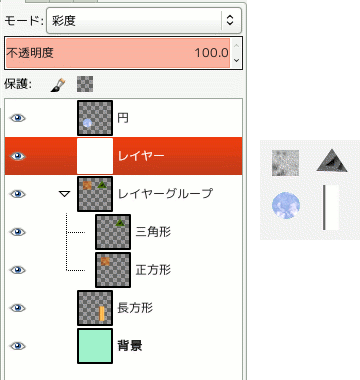 モード: 彩度
不透明度 100.0
保護:
円
レイヤー
レイヤーグループ
三角形
正方形
長方形
背景